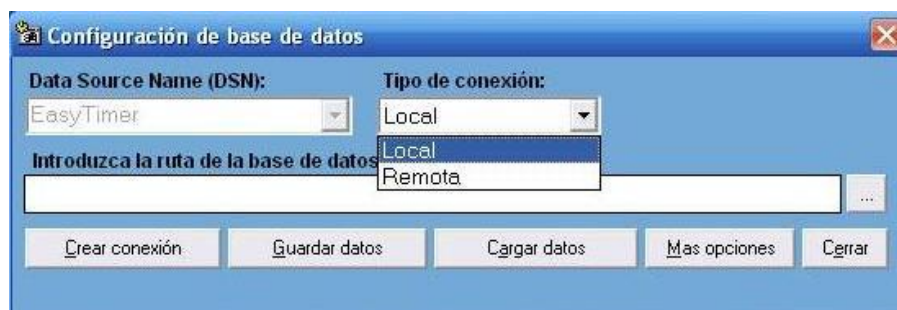 Configuración de base de datos
Data Source Name (DSN): Tipo de conexión:
EasyTimer Local
Local
Introduzca la ruta de la base de datos
Remota
...
Crear conexión Guardar datos Cargar datos Mas opciones Cerrar